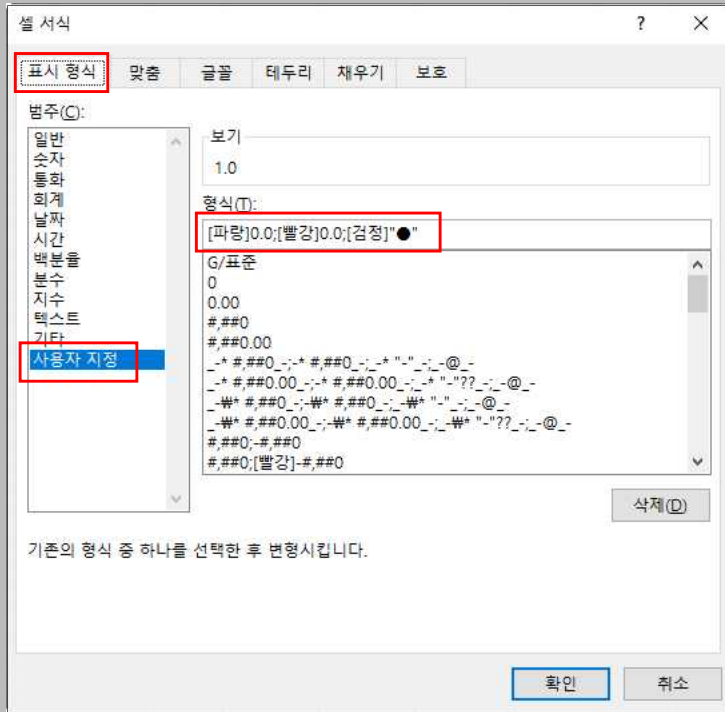 셀 서식 ? ×
표시 형식 맞춤 글꼴 테두리 채우기 보호
범주(C):
일반
숫자
통화
회계
날짜
시간
백분율
분수
지수
텍스트
기타
사용자 지정
보기
1.0
형식(T):
[파랑]0.0;[빨강]0.0;[검정]"●"
G/표준
0
0.00
#,##0
#,##0.00
_-* #,##0_-;-* #,##0_-;_-* "-"_-;_-@_-
_-* #,##0.00_-;-* #,##0.00_-;_-* "-"??_-;_-@_-
_-₩* #,##0_-;-₩* #,##0_-;_-₩* "-"_-;_-@_-
_-₩* #,##0.00_-;-₩* #,##0.00_-;_-₩* "-"??_-;_-@_-
#,##0;-#,##0
#,##0;[빨강]-#,##0
삭제(D)
기존의 형식 중 하나를 선택한 후 변형시킵니다.
확인 취소